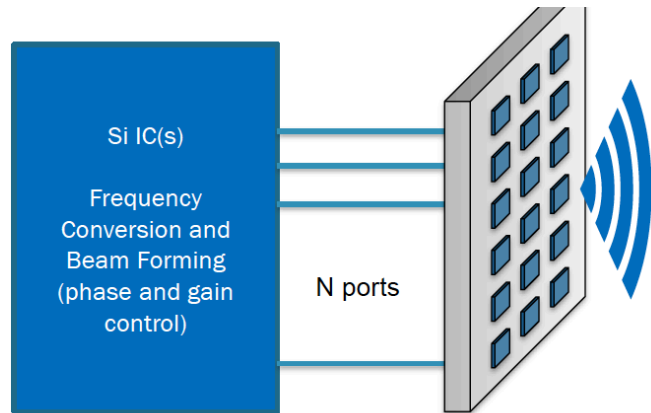 Si IC(s)
Frequency
Conversion and
Beam Forming
(phase and gain
control)
N ports